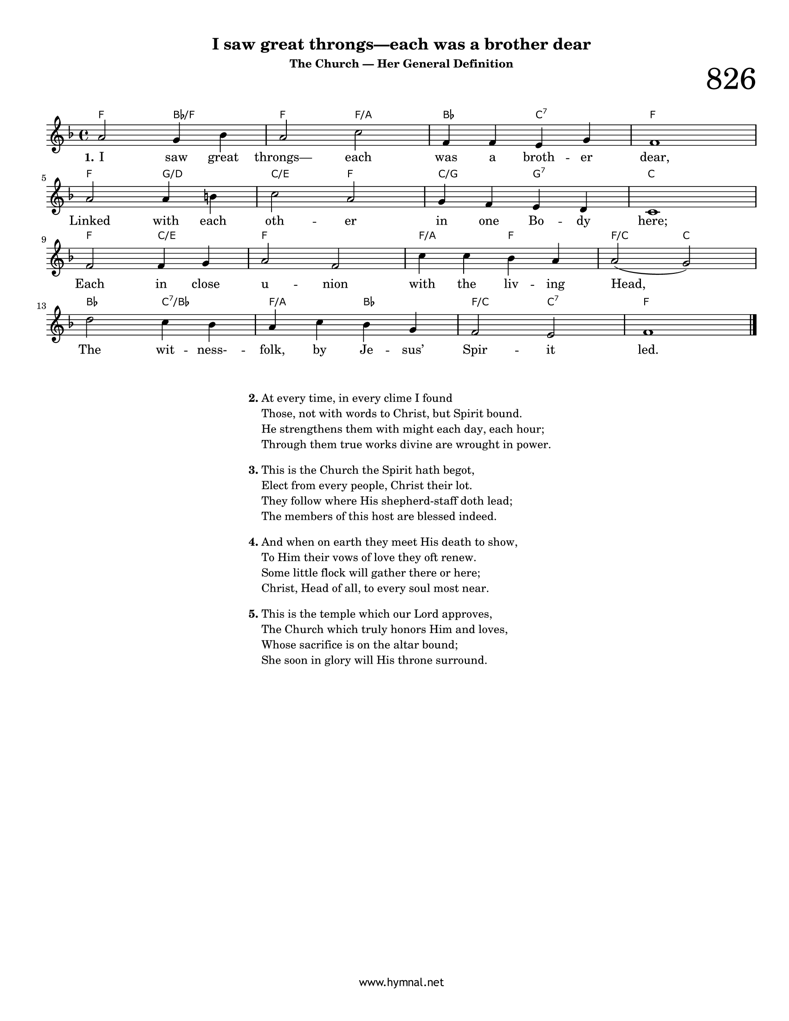 I saw great throngs—each was a brother dear
The Church — Her General Definition
826
F B♭/F F F/A B♭ C7 F
1. I saw great throngs— each was a broth - er dear,
5
F G/D C/E F C/G G7 C
Linked with each oth - er in one Bo - dy here;
9
F C/E F F/A F F/C C
Each in close u - nion with the liv - ing Head,
13
B♭ C7/B♭ F/A B♭ F/C C7 F
The wit - ness- - folk, by Je - sus’ Spir - it led.
2. At every time, in every clime I found
Those, not with words to Christ, but Spirit bound.
He strengthens them with might each day, each hour;
Through them true works divine are wrought in power.
3. This is the Church the Spirit hath begot,
Elect from every people, Christ their lot.
They follow where His shepherd-staff doth lead;
The members of this host are blessed indeed.
4. And when on earth they meet His death to show,
To Him their vows of love they oft renew.
Some little flock will gather there or here;
Christ, Head of all, to every soul most near.
5. This is the temple which our Lord approves,
The Church which truly honors Him and loves,
Whose sacrifice is on the altar bound;
She soon in glory will His throne surround.
www.hymnal.net